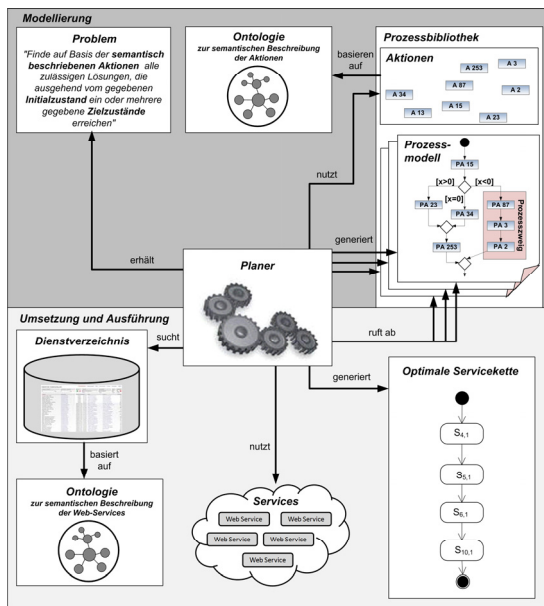 Modellierung
Problem
"Finde auf Basis der semantisch
beschriebenen Aktionen alle
zulässigen Lösungen, die
ausgehend vom gegebenen
Initialzustand ein oder mehrere
gegebene Zielzustände
erreichen"
Ontologie
zur semantischen Beschreibung
der Aktionen
basieren
auf
Prozessbibliothek
Aktionen
A 3
A 253
A 87
A 34
A 2
A 15
A 13
A 23
nutzt
Prozess-
modell
PA 15
[x>0]
[x<0]
[x=0]
PA 23
PA 87
PA 34
PA 3
PA 253
PA 2
Prozesszweig
generiert
erhält
Planer
Umsetzung und Ausführung
Dienstverzeichnis
sucht
ruft ab
generiert
basiert
auf
nutzt
Ontologie
zur semantischen Beschreibung
der Web-Services
Services
Web Service
Web Service
Web Service
Web Service
Web Service
Optimale Servicekette
S4,1
S5,1
S6,1
S10,1